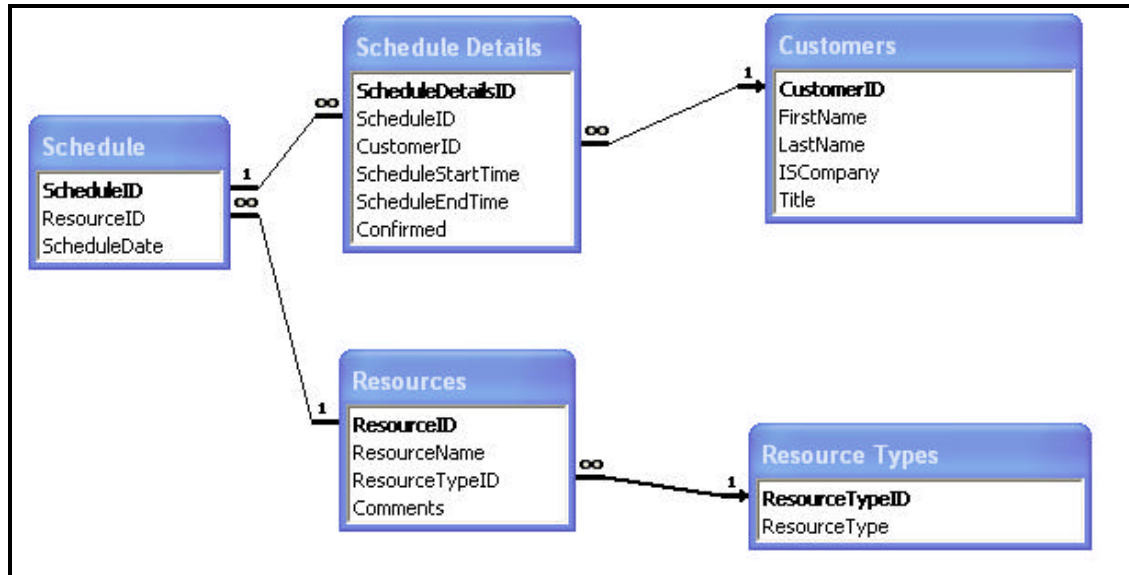 Schedule
ScheduleID
ResourceID
ScheduleDate
1
∞
∞
1
Schedule Details
ScheduleDetailsID
ScheduleID
CustomerID
ScheduleStartTime
ScheduleEndTime
Confirmed
∞
1
Customers
CustomerID
FirstName
LastName
ISCompany
Title
Resources
ResourceID
ResourceName
ResourceTypeID
Comments
∞
1
Resource Types
ResourceTypeID
ResourceType